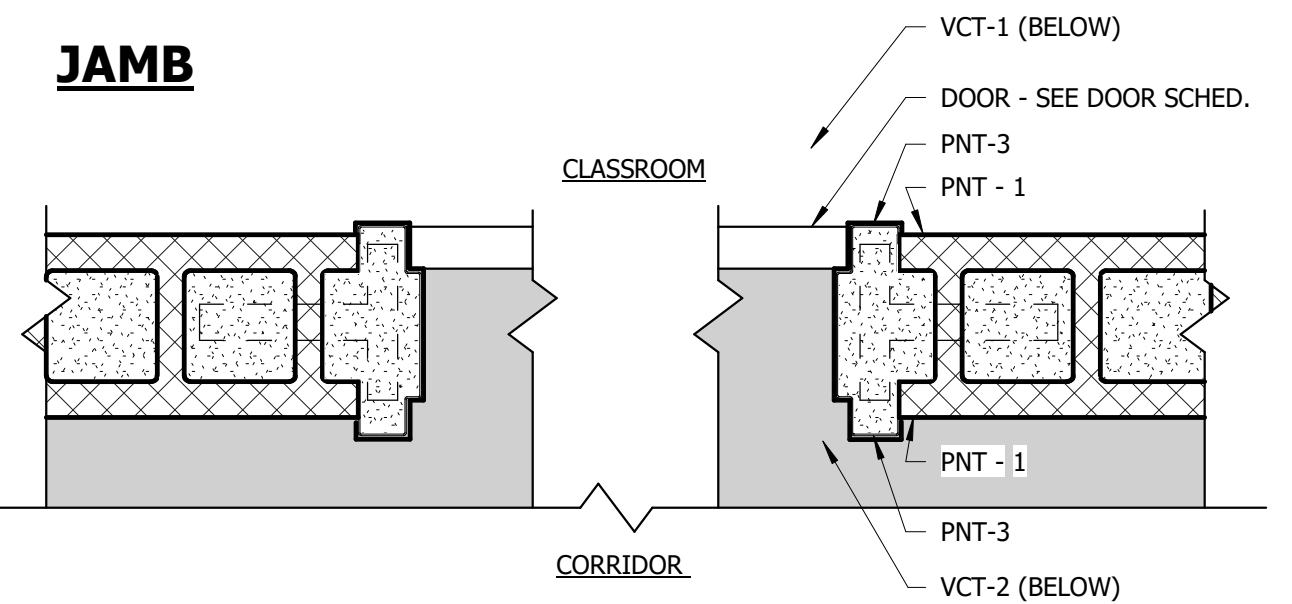 JAMB
VCT-1 (BELOW)
DOOR - SEE DOOR SCHED.
PNT-3
CLASSROOM
PNT - 1
PNT - 1
PNT-3
CORRIDOR
VCT-2 (BELOW)